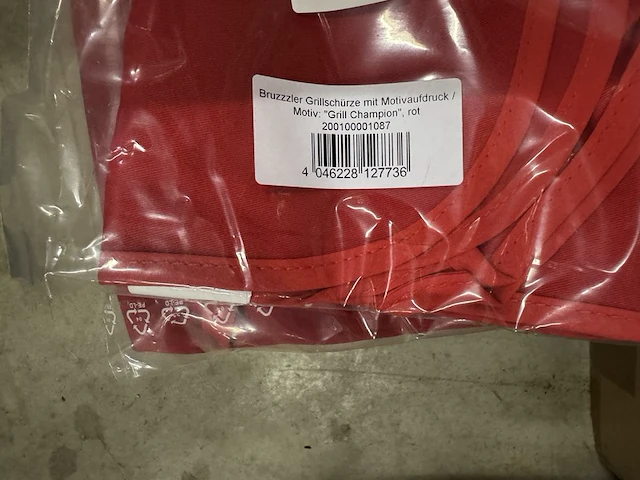 Bruzzzler Grillschürze mit Motivaufdruck /
Motiv: "Grill Champion", rot
200100001087
4 046228 127736